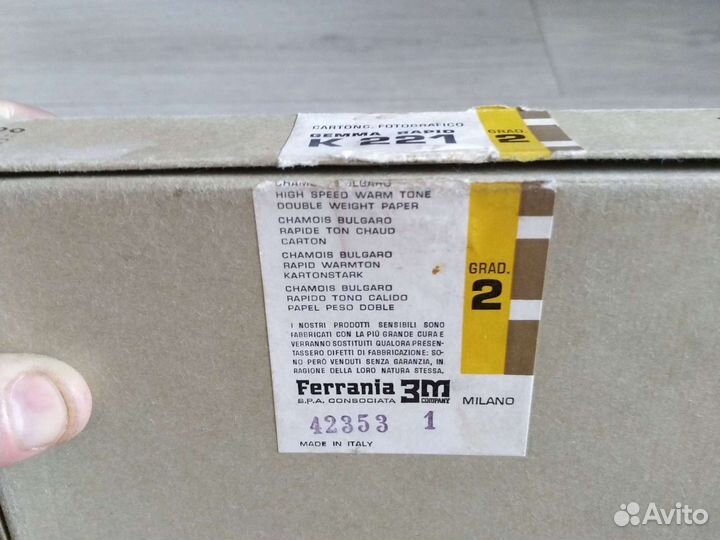 CARTONC. FOTOGRAFICO
GEMMA RAPID
K 221
GRAD.
2
HIGH SPEED WARM TONE
DOUBLE WEIGHT PAPER
CHAMOIS BULGARO
RAPIDE TON CHAUD
CARTON
CHAMOIS BULGARO
RAPID WARMTON
KARTONSTARK
CHAMOIS BULGARO
RAPIDO TONO CALIDO
PAPEL PESO DOBLE
GRAD.
2
I NOSTRI PRODOTTI SENSIBILI SONO
FABBRICATI CON LA PIÙ GRANDE CURA E
VERRANNO SOSTITUITI QUALORA PRESEN-
TASSERO DIFETTI DI FABBRICAZIONE: SO-
NO PERÒ VENDUTI SENZA GARANZIA, IN
RAGIONE DELLA LORO NATURA STESSA.
Ferrania 3M
S.P.A. CONSOCIATA COMPANY MILANO
42353 1
MADE IN ITALY
Avito